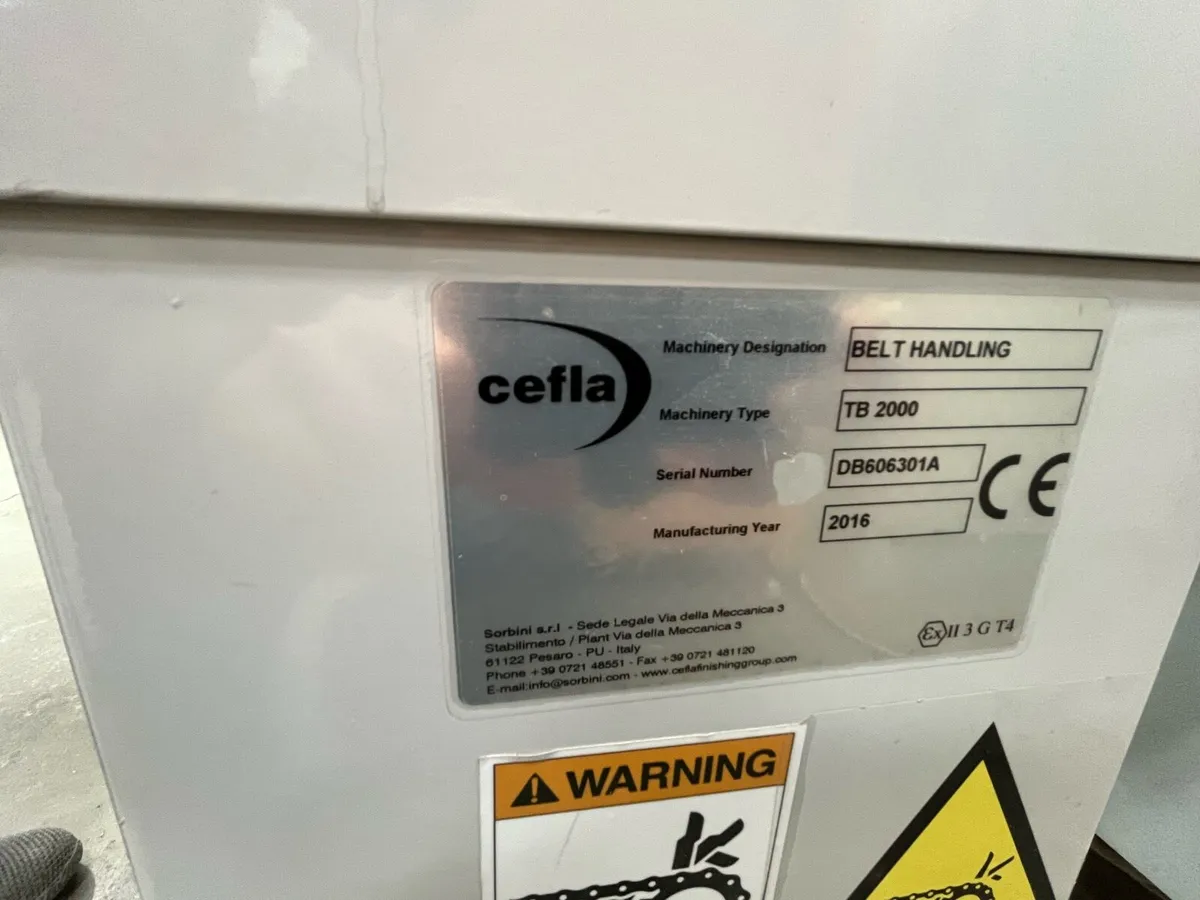 cefla
Machinery Designation BELT HANDLING
Machinery Type TB 2000
Serial Number DB606301A
Manufacturing Year 2016
CE
Sorbini s.r.l - Sede Legale Via della Meccanica 3
Stabilimento / Plant Via della Meccanica 3
61122 Pesaro - PU - Italy
Phone +39 0721 48551 - Fax +39 0721 481120
E-mail:info@sorbini.com - www.ceflafinishinggroup.com
Ex II 3 G T4
WARNING